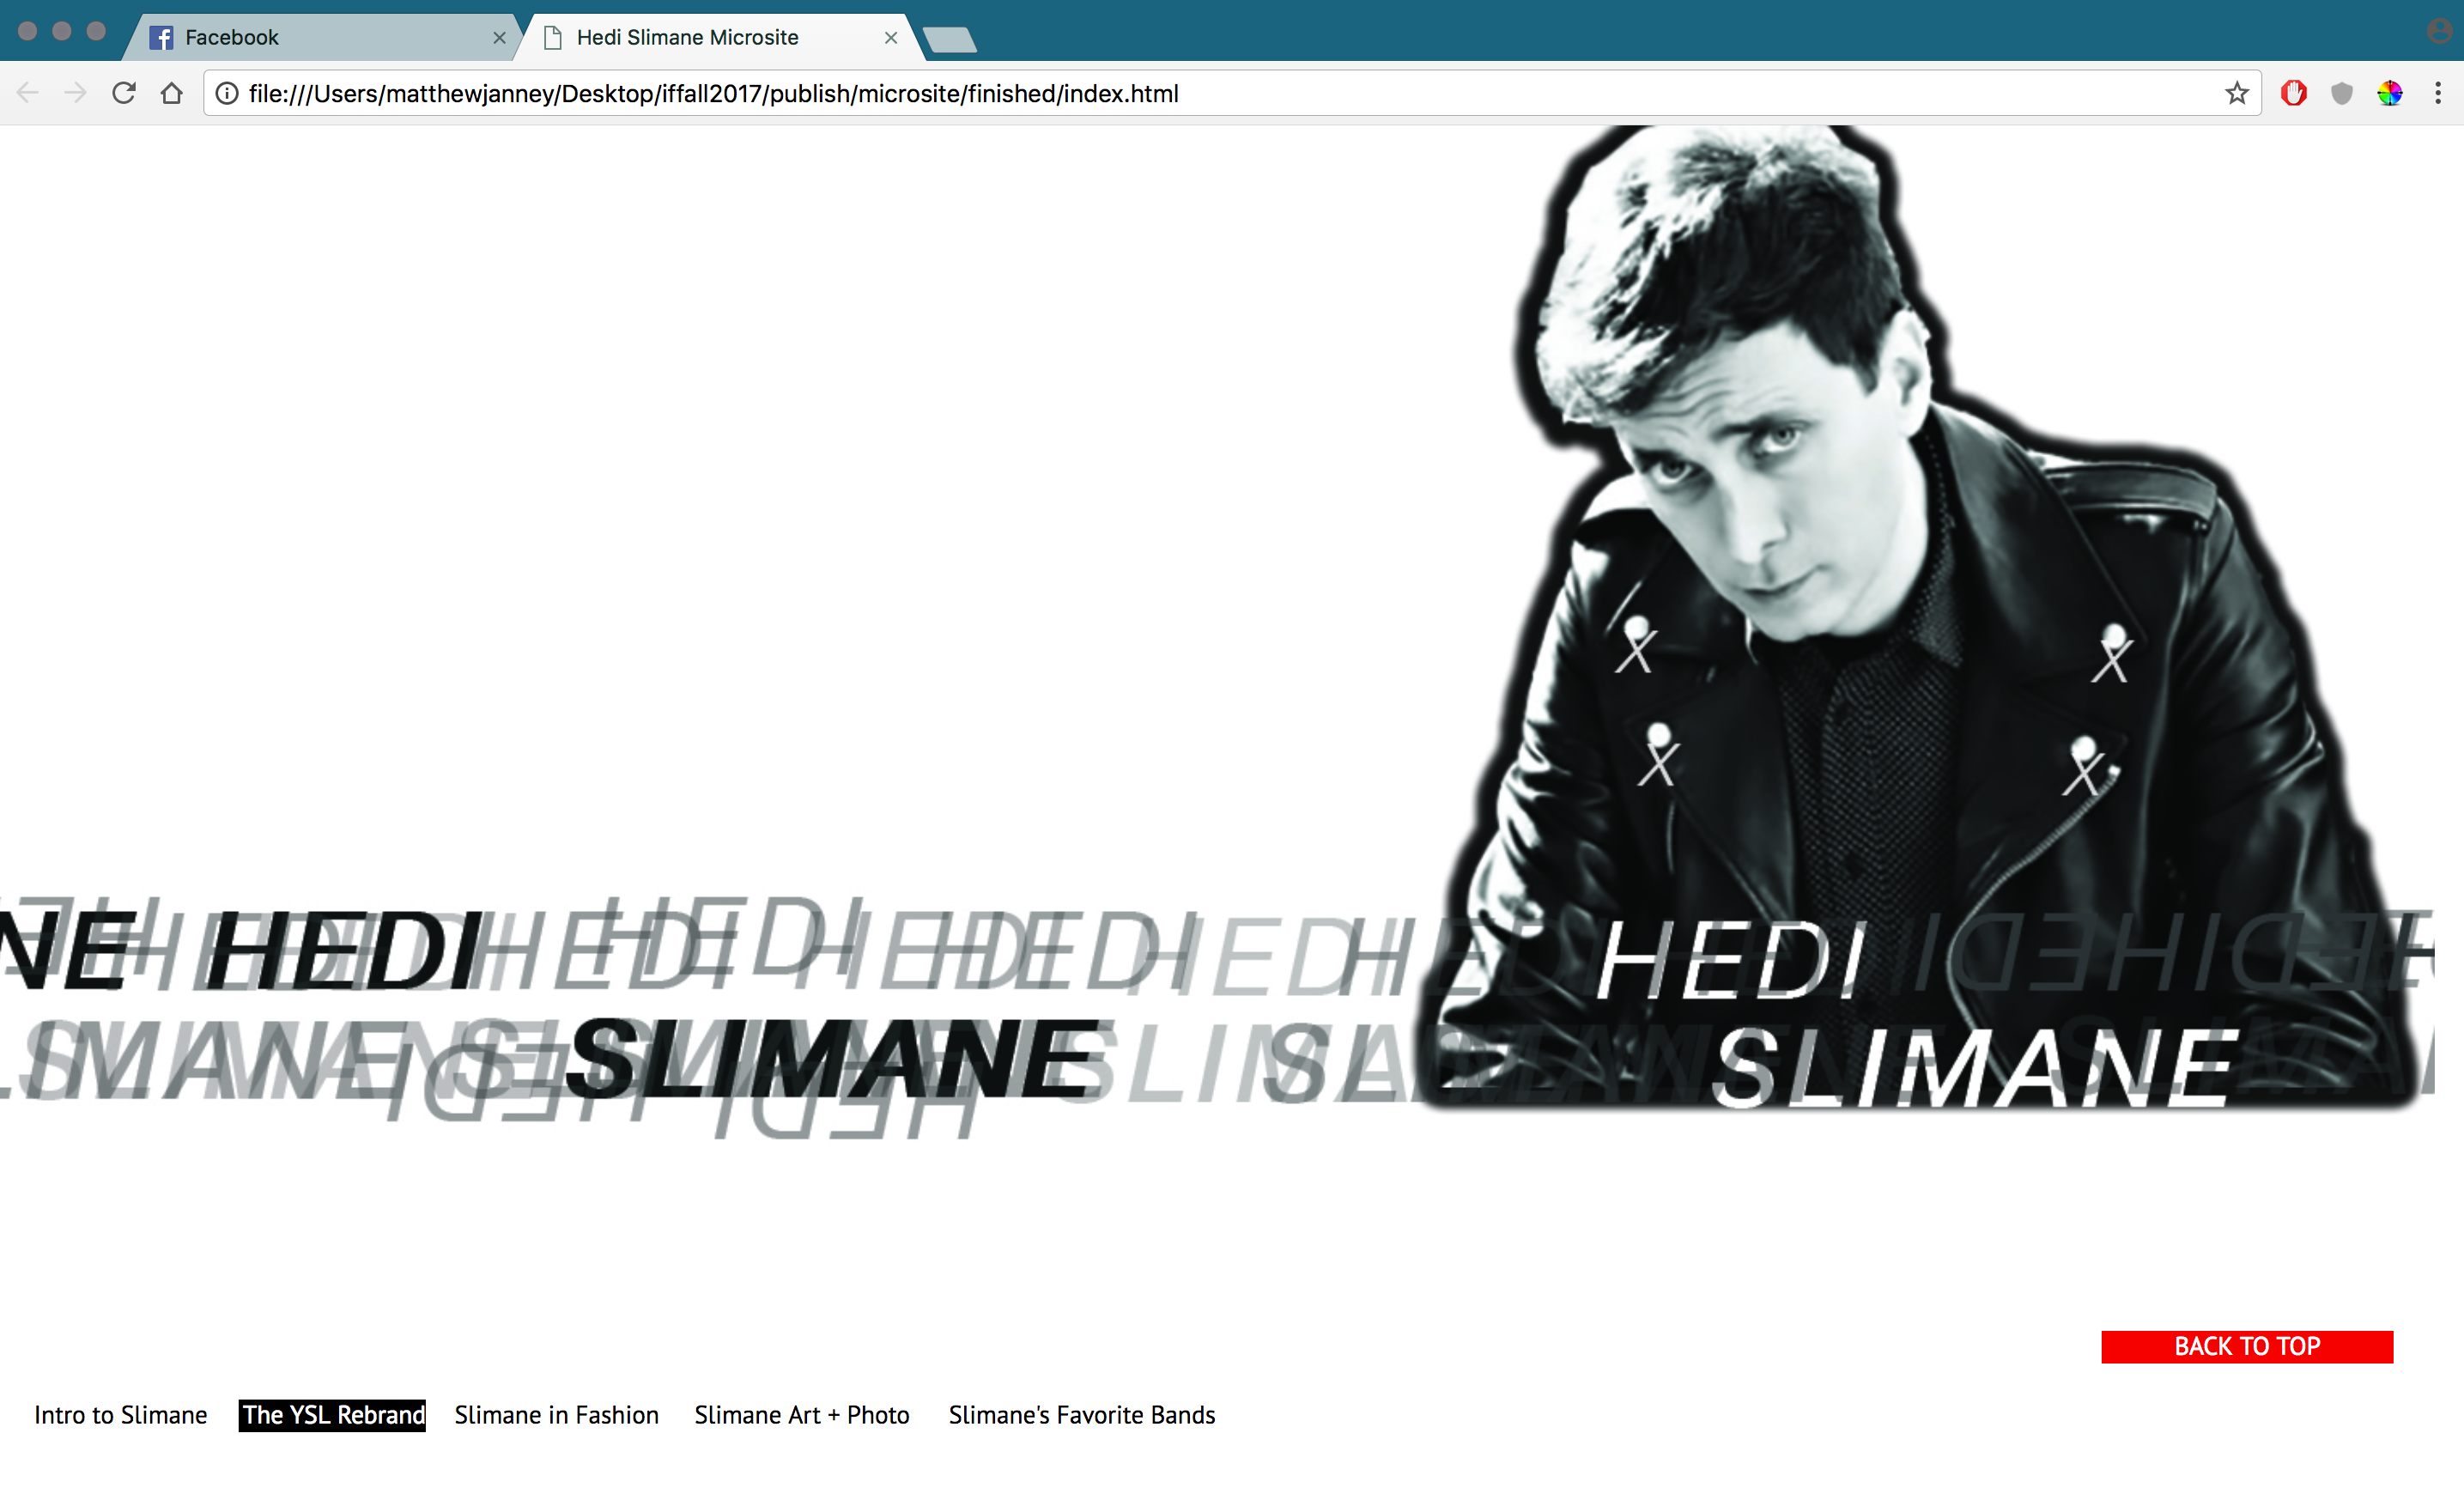 Facebook
Hedi Slimane Microsite
file:///Users/matthewjanney/Desktop/iffall2017/publish/microsite/finished/index.html
X X
X X
NE HEDI HEDI HEDI HEDI HEDI HEDI HEDI HEDI HEDI
SLIMANE SLIMANE SLIMANE SLIMANE
HEDI HEDI
BACK TO TOP
Intro to Slimane The YSL Rebrand Slimane in Fashion Slimane Art + Photo Slimane's Favorite Bands